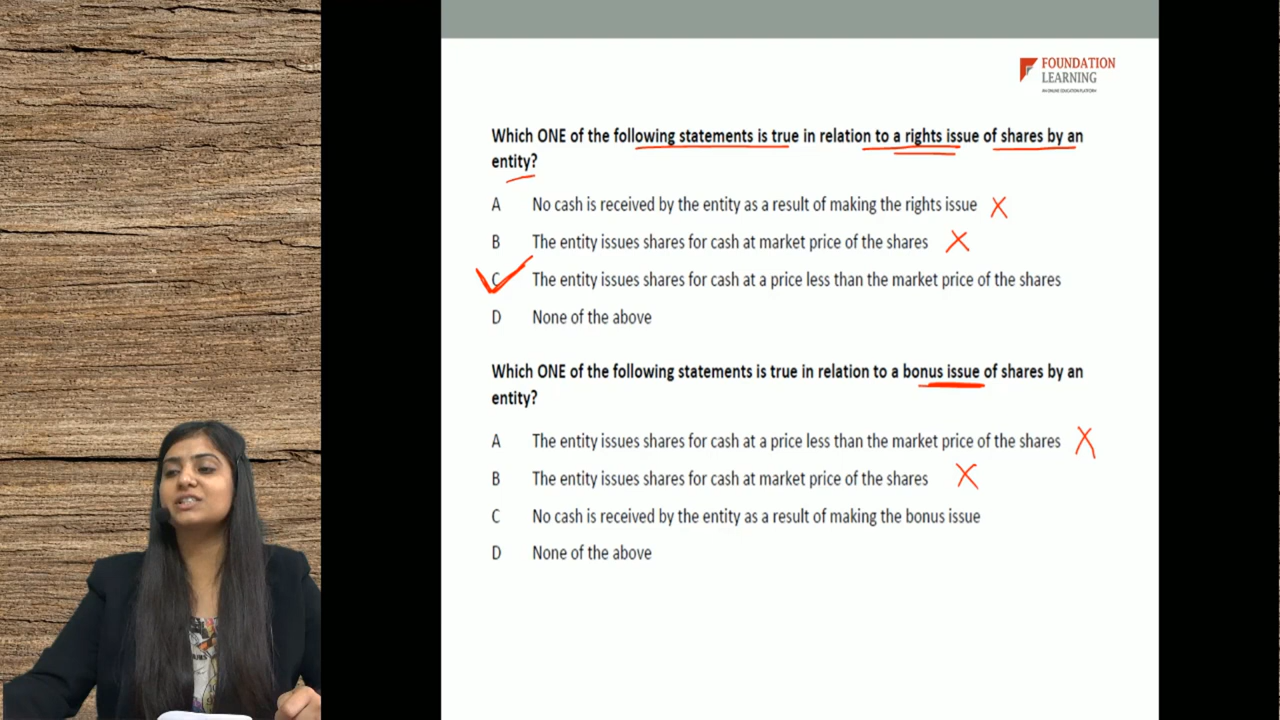 FOUNDATION
LEARNING
AN ONLINE EDUCATION PLATFORM
Which ONE of the following statements is true in relation to a rights issue of shares by an
entity?
A No cash is received by the entity as a result of making the rights issue
B The entity issues shares for cash at market price of the shares
C The entity issues shares for cash at a price less than the market price of the shares
D None of the above
Which ONE of the following statements is true in relation to a bonus issue of shares by an
entity?
A The entity issues shares for cash at a price less than the market price of the shares
B The entity issues shares for cash at market price of the shares
C No cash is received by the entity as a result of making the bonus issue
D None of the above